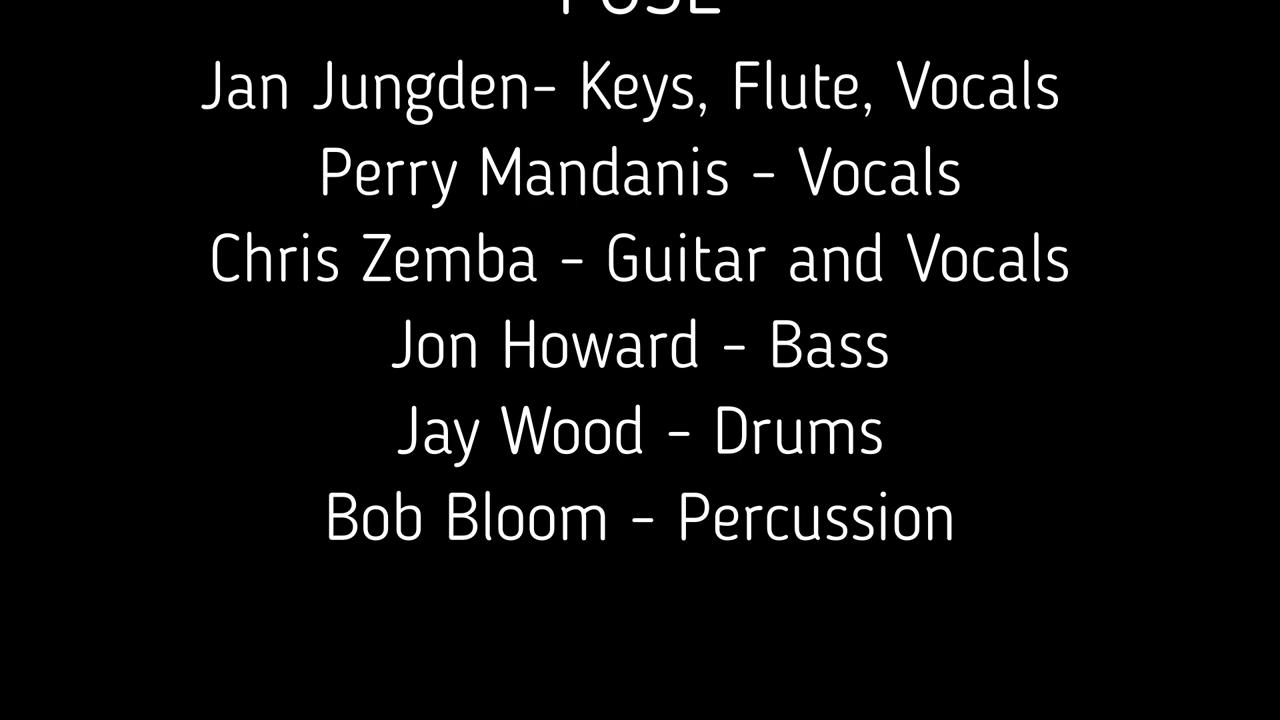 Jan Jungden- Keys, Flute, Vocals
Perry Mandanis - Vocals
Chris Zemba - Guitar and Vocals
Jon Howard - Bass
Jay Wood - Drums
Bob Bloom - Percussion